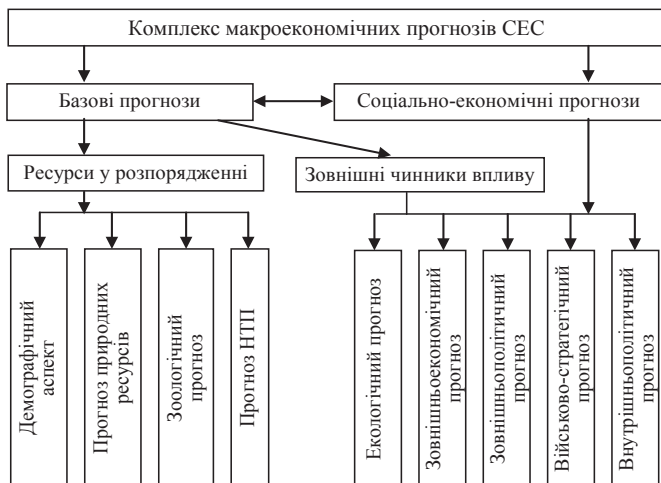 Комплекс макроекономічних прогнозів СЕС
Базові прогнози
Соціально-економічні прогнози
Ресурси у розпорядженні
Зовнішні чинники впливу
Демографічний
аспект
Прогноз природних
ресурсів
Зоологічний
прогноз
Прогноз НТП
Екологічний прогноз
Зовнішньоекономічний
прогноз
Зовнішньополітичний
прогноз
Військово-стратегічний
прогноз
Внутрішньополітичний
прогноз